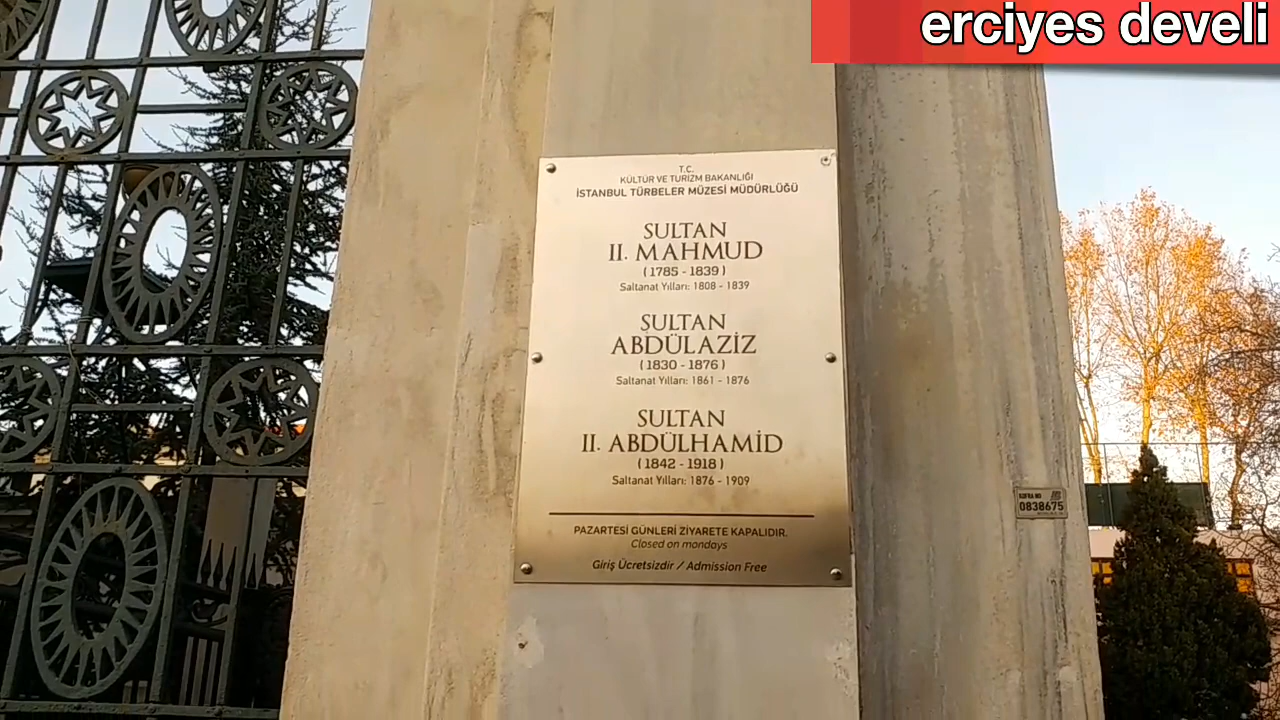 erciyes develi
T.C.
KÜLTÜR VE TURİZM BAKANLIĞI
İSTANBUL TÜRBELER MÜZESİ MÜDÜRLÜĞÜ
SULTAN
II. MAHMUD
(1785 - 1839)
Saltanat Yılları: 1808 - 1839
SULTAN
ABDÜLAZİZ
(1830 - 1876)
Saltanat Yılları: 1861 - 1876
SULTAN
II. ABDÜLHAMİD
(1842 - 1918)
Saltanat Yılları: 1876 - 1909
PAZARTESİ GÜNLERİ ZİYARETE KAPALIDIR.
Closed on mondays
Giriş Ücretsizdir / Admission Free
KOFRA NO
0838675